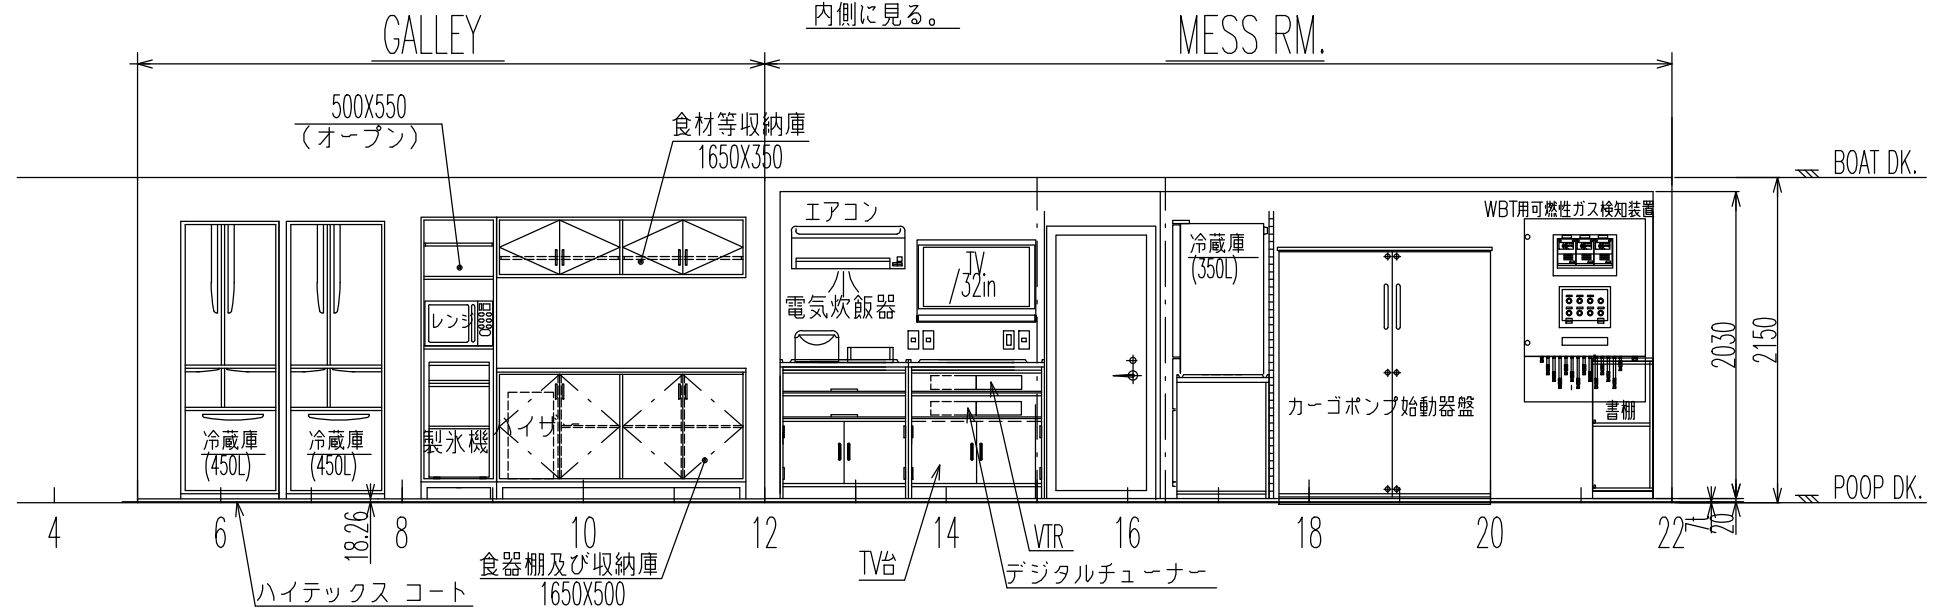 内側に見る。
GALLEY
MESS RM.
500X550
(オープン)
食材等収納庫
1650X350
BOAT DK.
エアコン
WBT用可燃性ガス検知装置
冷蔵庫
(350L)
TV
/32in
電気炊飯器
レンジ
2030
2150
カーゴポンプ始動器盤
書棚
冷蔵庫
(450L)
冷蔵庫
(450L)
製氷機
POOP DK.
4
6
18.26
8
10
12
14
16
18
20
22
7
20
VTR
TV台
デジタルチューナー
食器棚及び収納庫
1650X500
ハイテックス コート